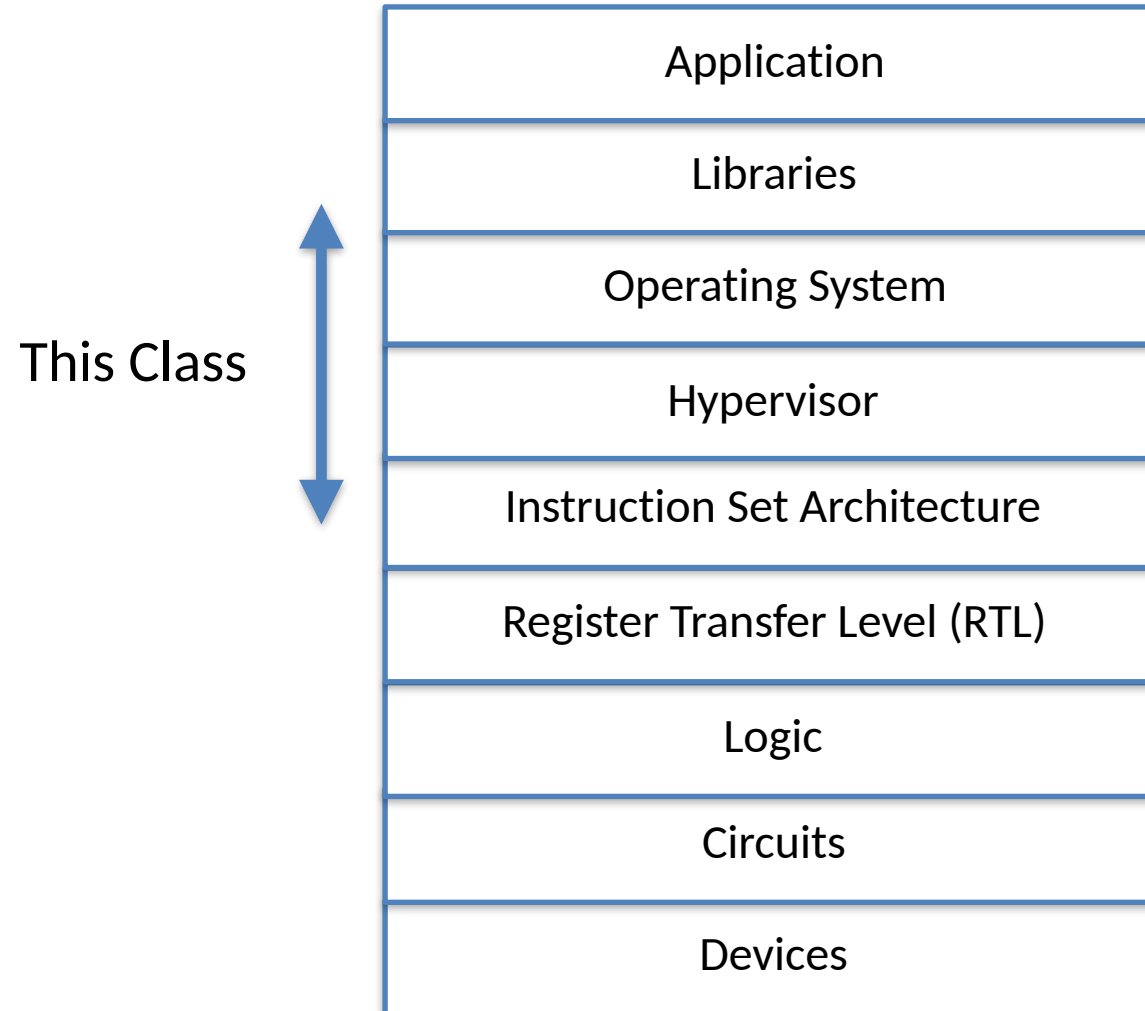 Application
Libraries
Operating System
This Class
Hypervisor
Instruction Set Architecture
Register Transfer Level (RTL)
Logic
Circuits
Devices